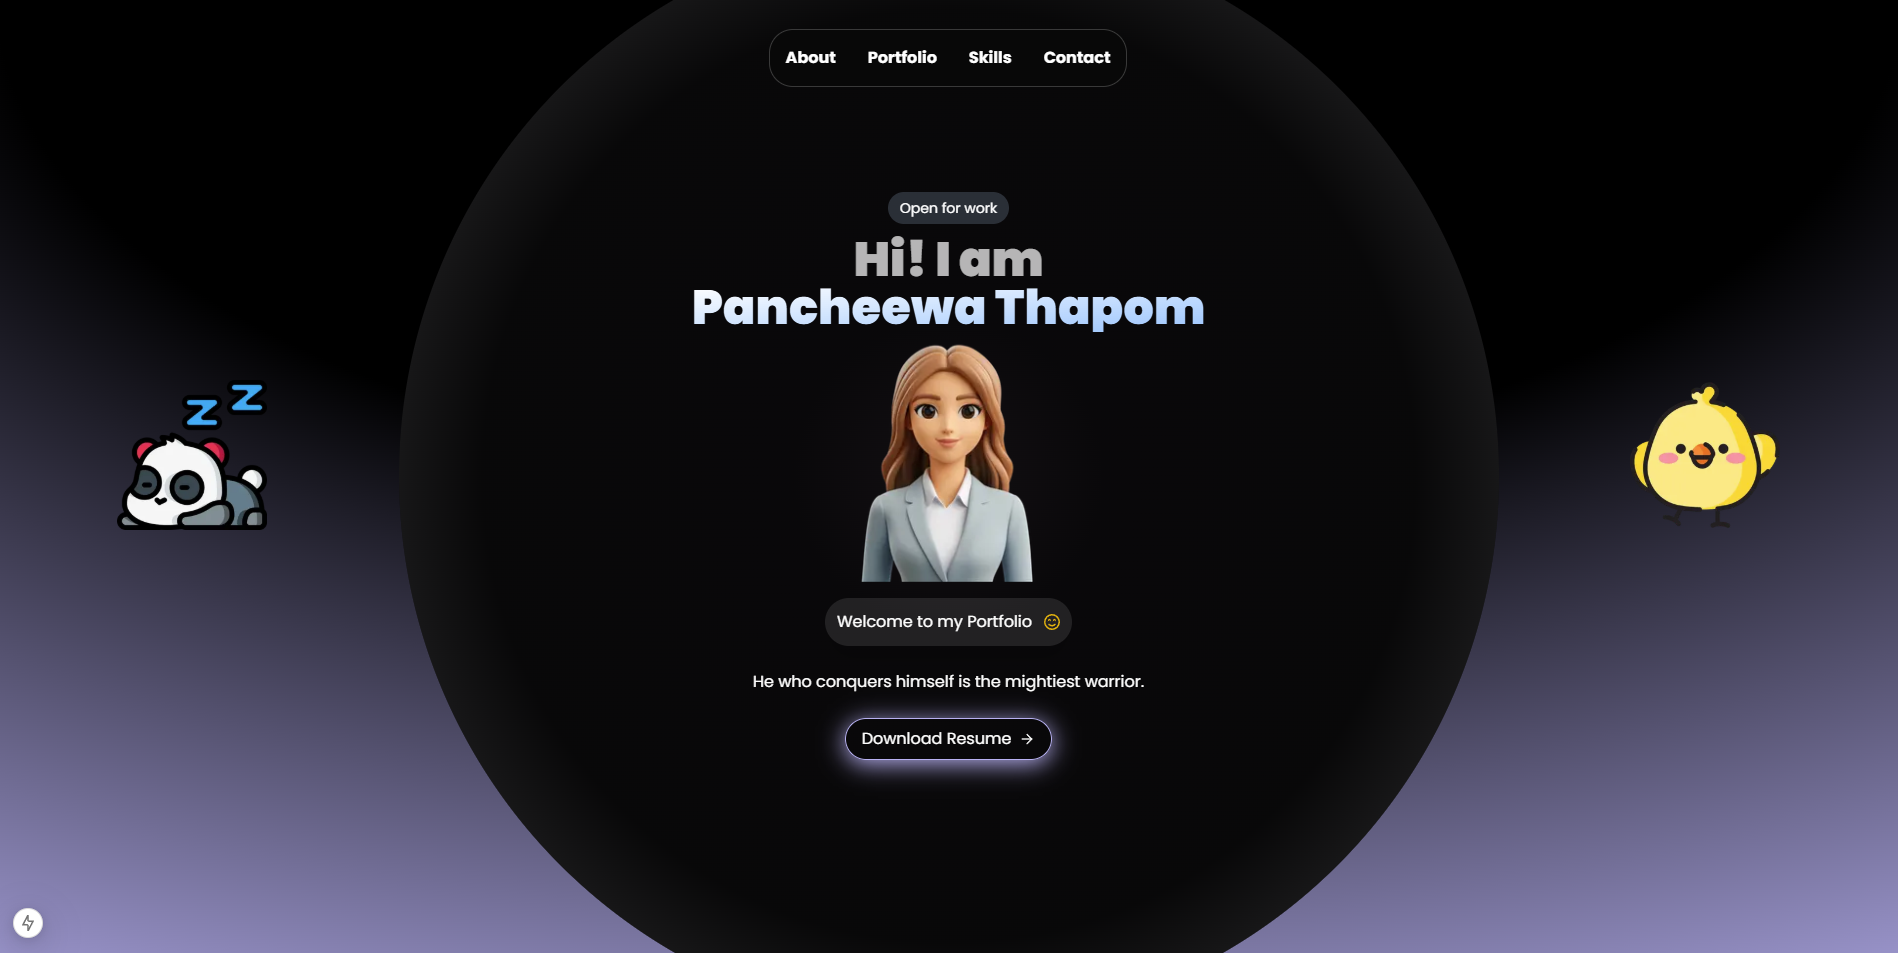 About Portfolio Skills Contact
Open for work
Hi! I am
Pancheewa Thapom
Z Z
Welcome to my Portfolio
He who conquers himself is the mightiest warrior.
Download Resume →